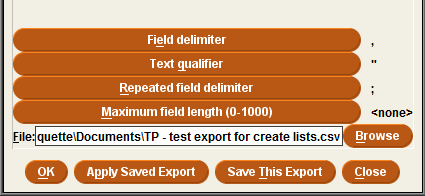 Field delimiter ,
Text qualifier "
Repeated field delimiter ;
Maximum field length (0-1000) <none>
File: quette\Documents\TP - test export for create lists.csv Browse
OK Apply Saved Export Save This Export Close